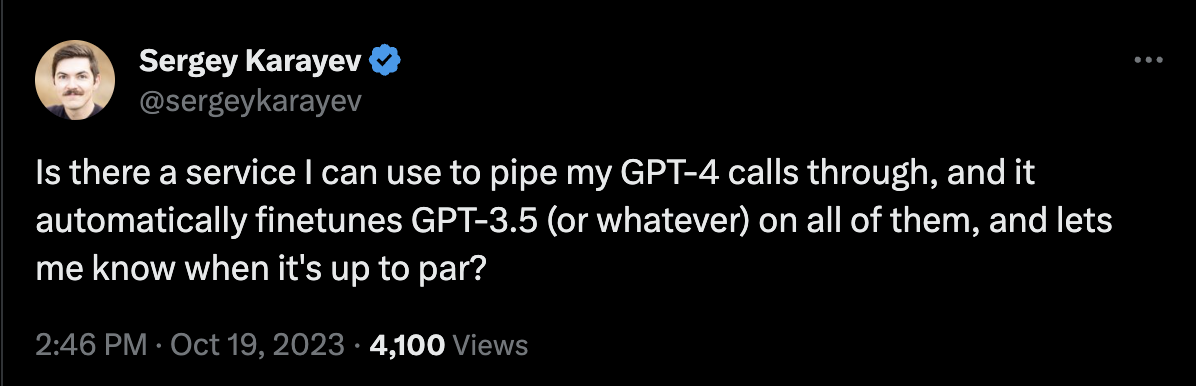 Sergey Karayev
@sergeykarayev
Is there a service I can use to pipe my GPT-4 calls through, and it
automatically finetunes GPT-3.5 (or whatever) on all of them, and lets
me know when it's up to par?
2:46 PM · Oct 19, 2023 · 4,100 Views